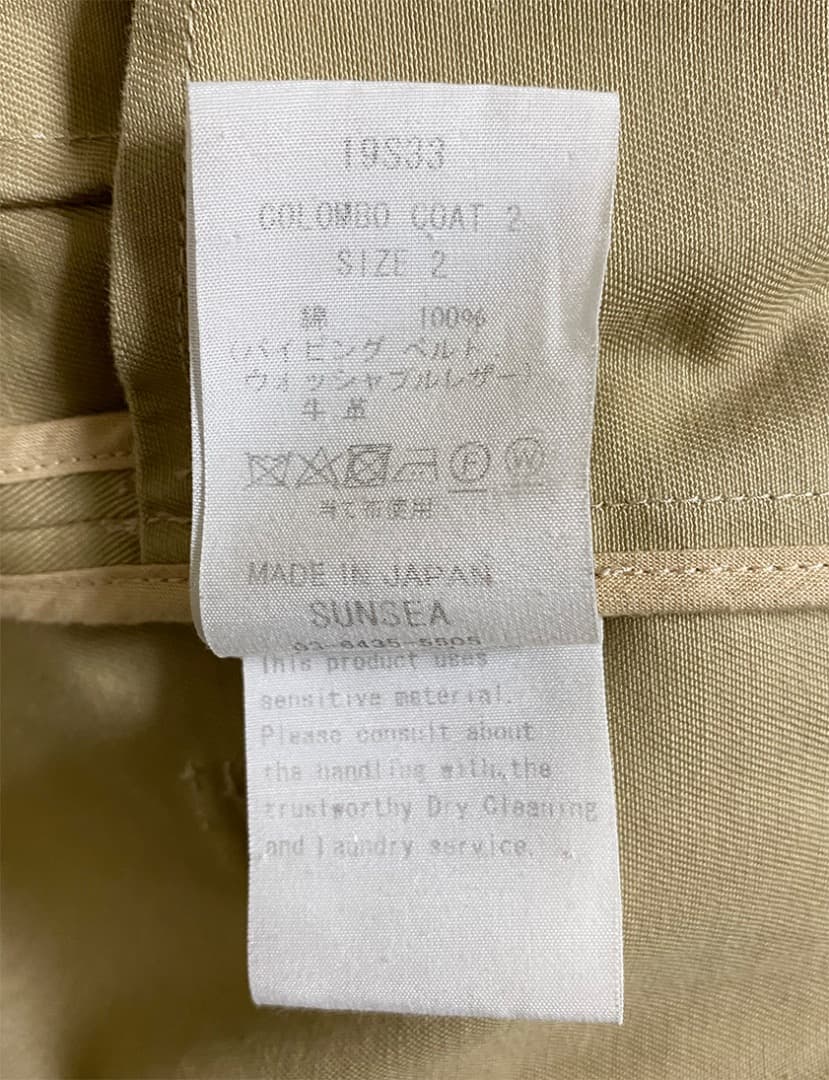 19S33
COLOMBO COAT 2
SIZE 2
綿 100%
(パイピング ベルト.
ウォッシャブルレザー)
牛革
F W
当て布使用
MADE IN JAPAN
SUNSEA
03-6435-5505
This product uses
sensitive material.
Please consult about
the handling with.the
trustworthy Dry Cleaning
and laundry service.